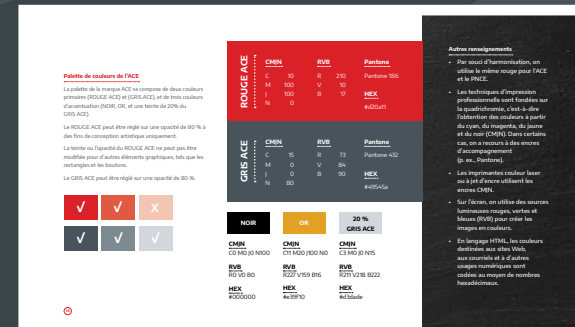 Palette de couleurs de l'ACE
La palette de la marque ACE se compose de deux couleurs
primaires (ROUGE ACE) et (GRIS ACE), et de trois couleurs
d'accentuation (NOIR, OR, et une teinte de 20% du
GRIS ACE).
Le ROUGE ACE peut être réglé sur une opacité de 80 % à
des fins de conception artistique uniquement.
La teinte ou l'opacité du ROUGE ACE ne peut pas être
modifiée pour d'autres éléments graphiques, tels que les
rectangles et les boutons.
Le GRIS ACE peut être réglé sur une opacité de 80 %.
√ √ X
√ √ √
ROUGE ACE
CMJN RVB Pantone
C 10 R 210 Pantone 186
M 100 V 10
J 100 B 17 HEX
N 0 #d20a11
GRIS ACE
CMJN RVB Pantone
C 15 R 73 Pantone 432
M 0 V 84
J 0 B 90 HEX
N 80 #49545a
NOIR OR 20 %
GRIS ACE
CMJN CMJN CMJN
C0 M0 J0 N100 C11 M20 J100 N0 C3 M0 J0 N15
RVB RVB RVB
R0 V0 B0 R227 V159 B16 R211 V218 B222
HEX HEX HEX
#000000 #e39f10 #d3dade
Autres renseignements
• Par souci d'harmonisation, on
utilise le même rouge pour l'ACE
et le PNCE.
• Les techniques d'impression
professionnelle sont fondées sur
la quadrichromie, c'est-à-dire
l'obtention des couleurs à partir
du cyan, du magenta, du jaune
et du noir (CMJN). Dans certains
cas, on a recours à des encres
d'accompagnement
(p. ex., Pantone).
• Les imprimantes couleur laser
ou à jet d'encre utilisent les
encres CMJN.
• Sur l'écran, on utilise des sources
lumineuses rouges, vertes et
bleues (RVB) pour créer les
images en couleurs.
• En langage HTML, les couleurs
destinées aux sites Web,
aux courriels et à d'autres
usages numériques sont
codées au moyen de nombres
hexadécimaux.